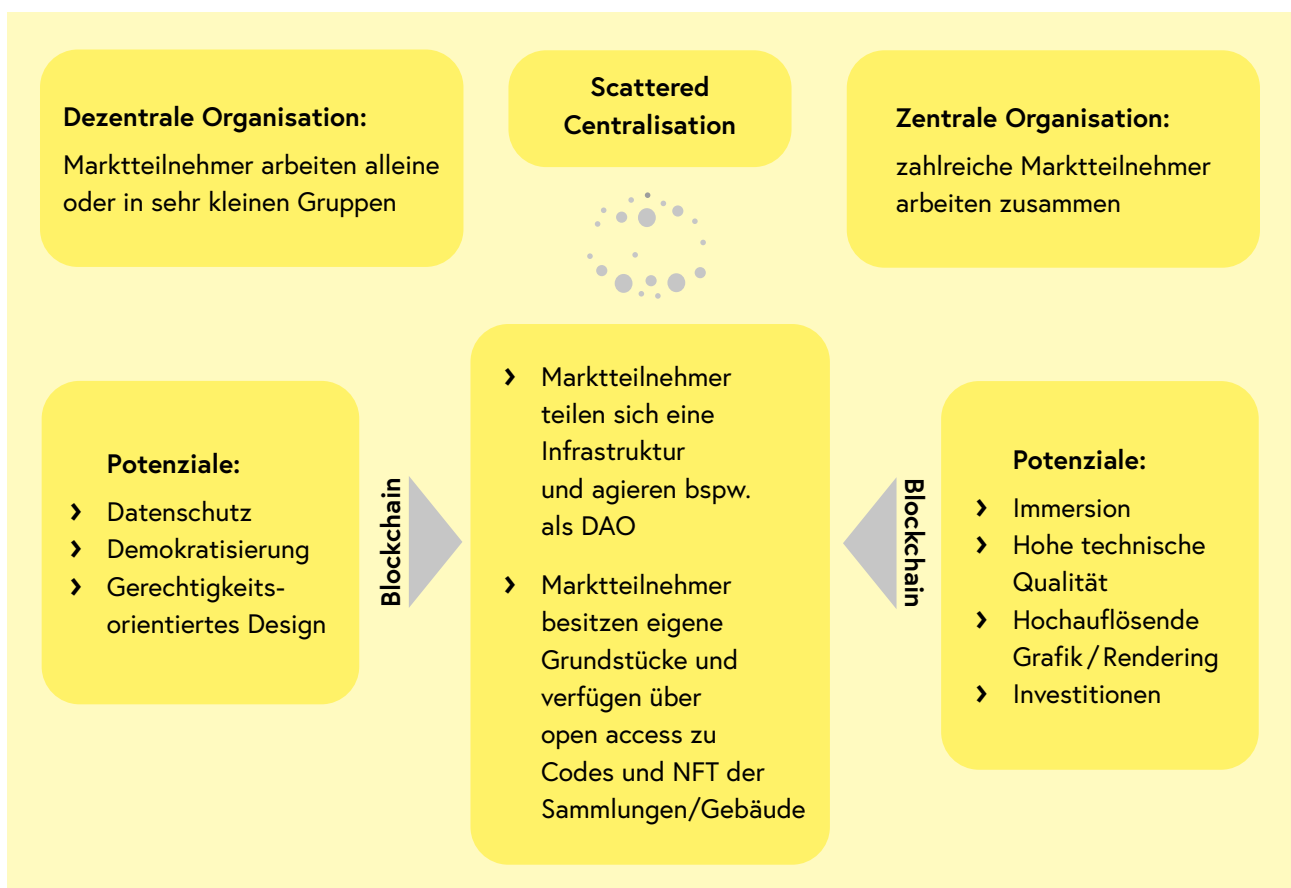 Dezentrale Organisation:
Marktteilnehmer arbeiten alleine
oder in sehr kleinen Gruppen
Scattered
Centralisation
Zentrale Organisation:
zahlreiche Marktteilnehmer
arbeiten zusammen
Potenziale:
› Datenschutz
› Demokratisierung
› Gerechtigkeits-
orientiertes Design
Blockchain
› Marktteilnehmer
teilen sich eine
Infrastruktur
und agieren bspw.
als DAO
› Marktteilnehmer
besitzen eigene
Grundstücke und
verfügen über
open access zu
Codes und NFT der
Sammlungen/Gebäude
Blockchain
Potenziale:
› Immersion
› Hohe technische
Qualität
› Hochauflösende
Grafik / Rendering
› Investitionen